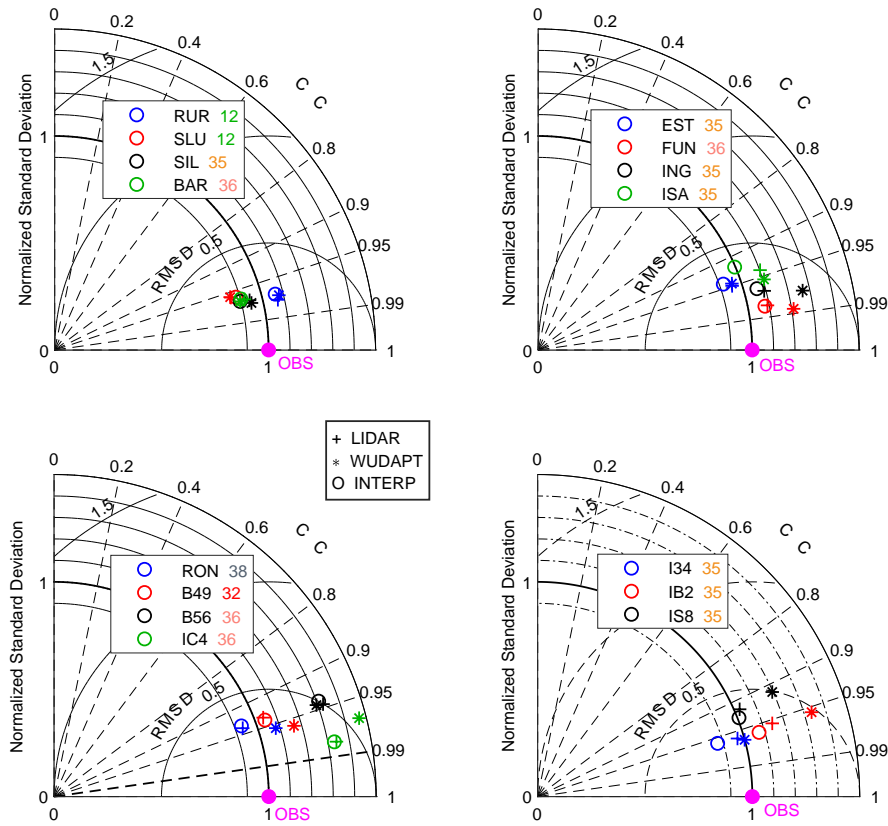 0
0.2
0.4
0.6
0.8
0.9
0.95
0.99
1
C C
Normalized Standard Deviation
1.5
1
RUR 12
SLU 12
SIL 35
BAR 36
RMSD
0.5
0
1
OBS
0
0.2
0.4
0.6
0.8
0.9
0.95
0.99
1
C C
Normalized Standard Deviation
1.5
1
EST 35
FUN 36
ING 35
ISA 35
RMSD
0.5
0
1
OBS
+ LIDAR
* WUDAPT
O INTERP
0
0.2
0.4
0.6
0.8
0.9
0.95
0.99
1
C C
Normalized Standard Deviation
1.5
1
RON 38
B49 32
B56 36
IC4 36
RMSD
0.5
0
0
1
OBS
0
0.2
0.4
0.6
0.8
0.9
0.95
0.99
1
C C
Normalized Standard Deviation
1.5
1
I34 35
IB2 35
IS8 35
RMSD
0.5
0
0
1
OBS